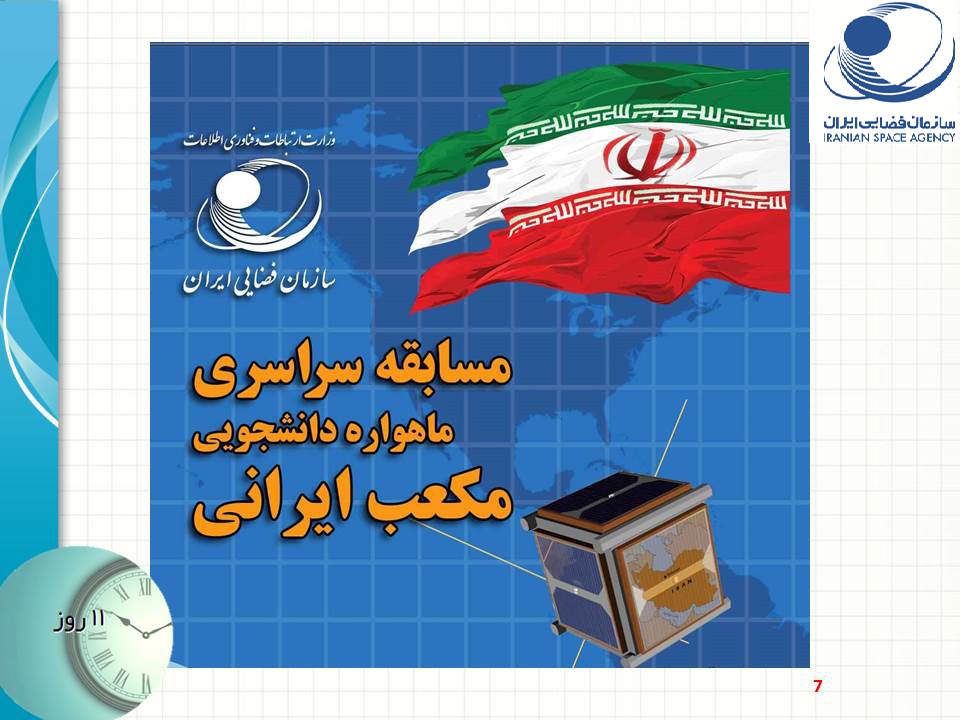 سازمان فضایی ایران
IRANIAN SPACE AGENCY
وزارت ارتباطات و فناوری اطلاعات
سازمان فضایی ایران
مسابقه سراسری
ماهواره دانشجویی
مکعب ایرانی
IRAN
۱۱ روز
7